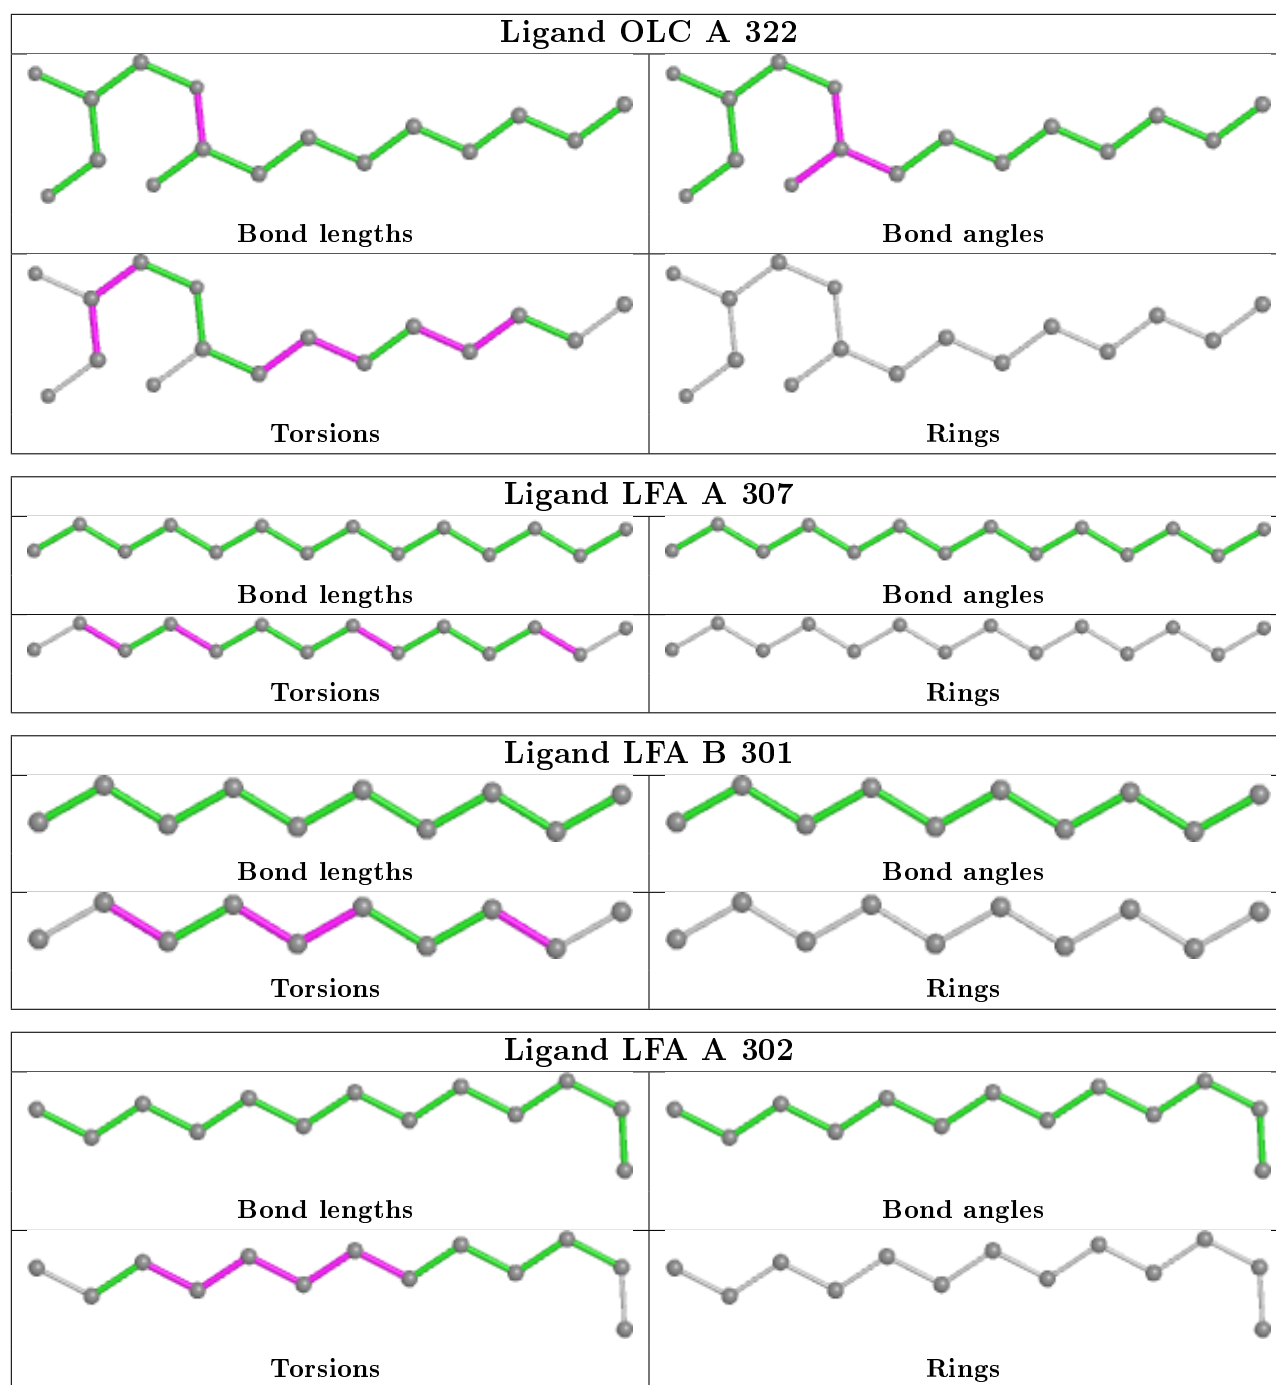 Ligand OLC A 322
Bond lengths
Bond angles
Torsions
Rings
Ligand LFA A 307
Bond lengths
Bond angles
Torsions
Rings
Ligand LFA B 301
Bond lengths
Bond angles
Torsions
Rings
Ligand LFA A 302
Bond lengths
Bond angles
Torsions
Rings